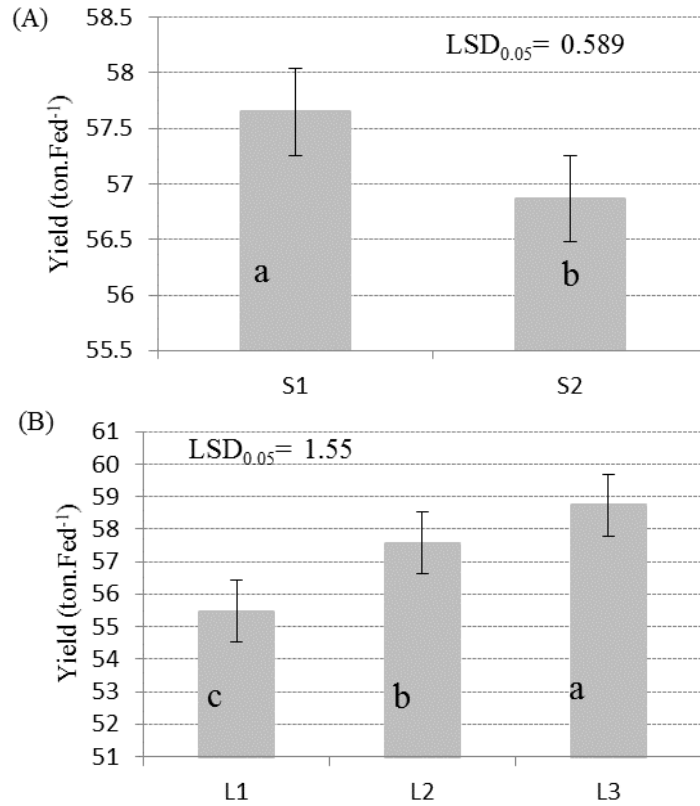 (A)
Yield (ton.Fed⁻¹)
58.5
58
57.5
57
56.5
56
55.5
LSD₀.₀₅= 0.589
a
b
S1
S2
(B)
Yield (ton.Fed⁻¹)
61
60
59
58
57
56
55
54
53
52
51
LSD₀.₀₅= 1.55
c
b
a
L1
L2
L3